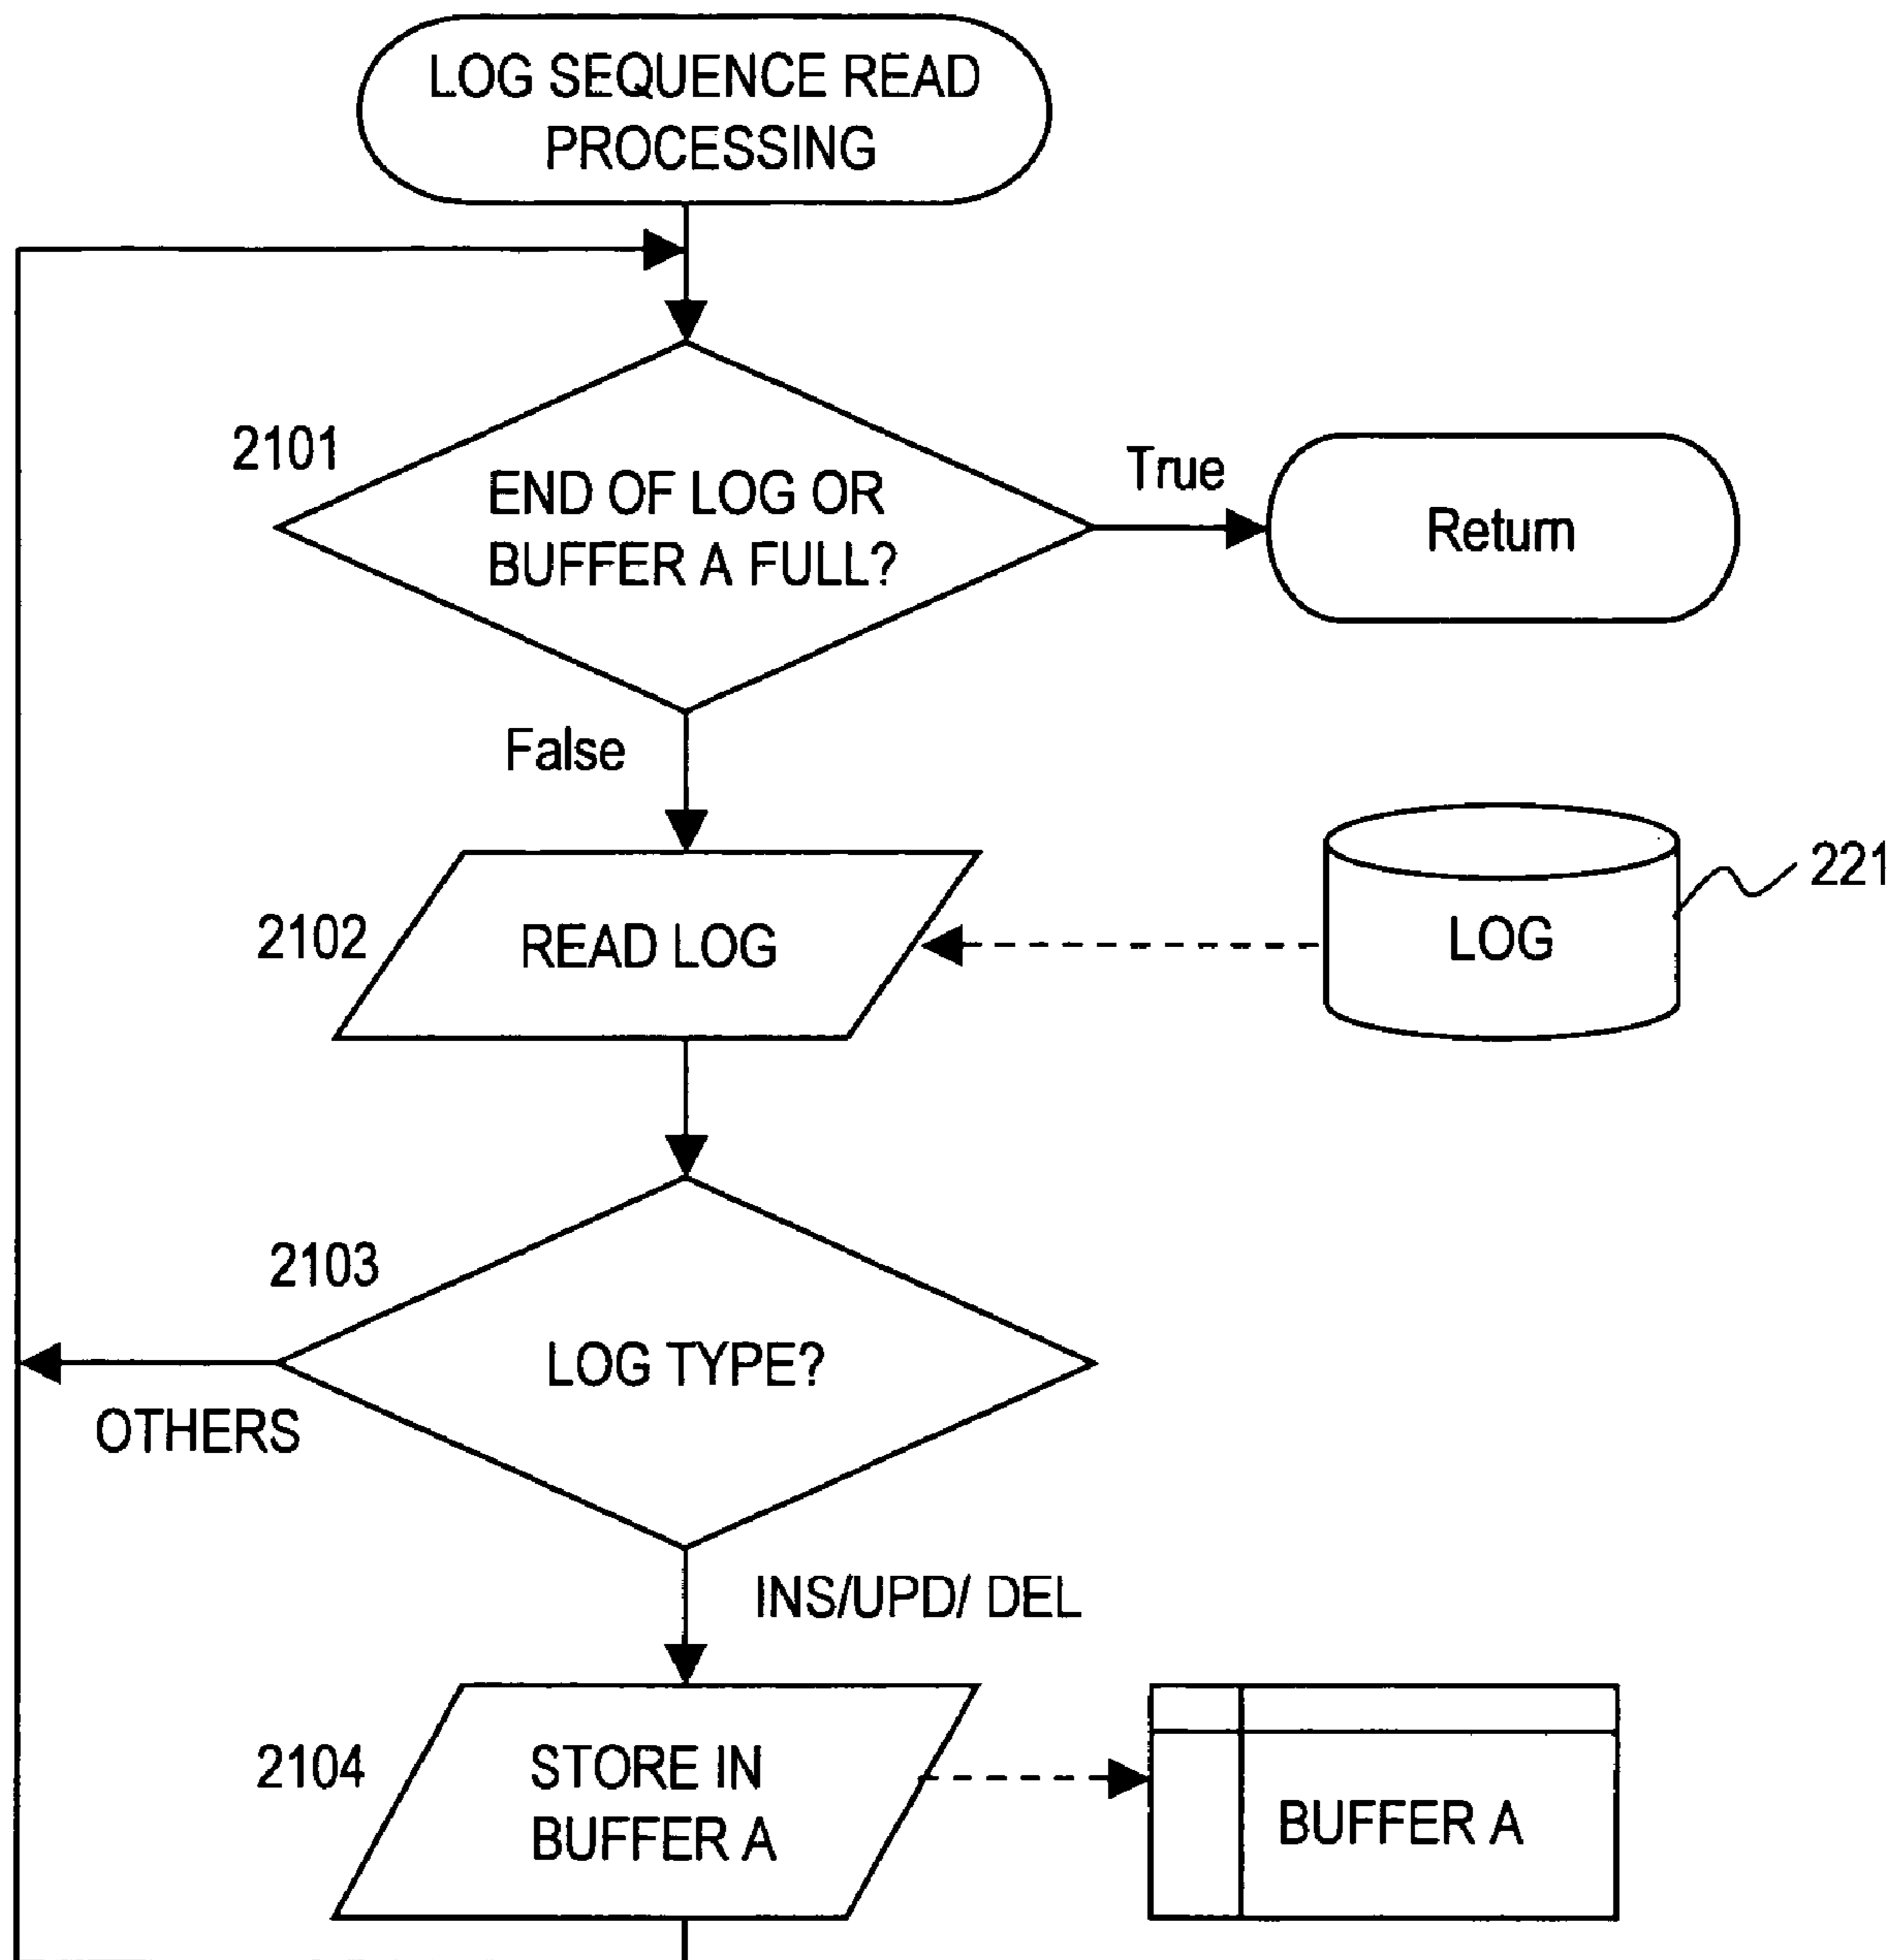 LOG SEQUENCE READ
PROCESSING
2101
END OF LOG OR
BUFFER A FULL?
True
Return
False
2102
READ LOG
LOG
221
2103
LOG TYPE?
OTHERS
INS/UPD/ DEL
2104
STORE IN
BUFFER A
BUFFER A